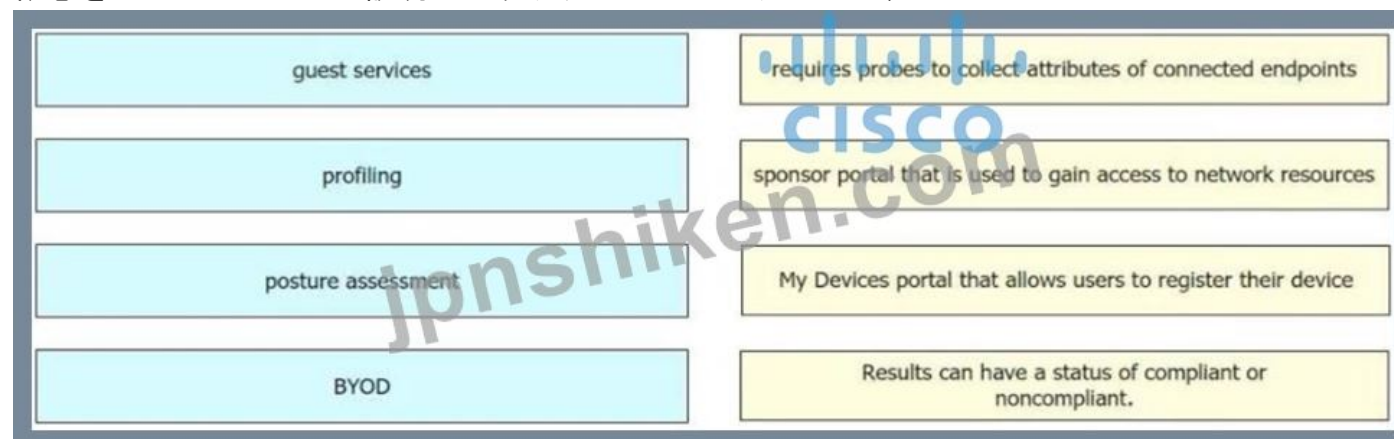 guest services
requires probes to collect attributes of connected endpoints
CISCO
profiling
sponsor portal that is used to gain access to network resources
jpnshiken.com
posture assessment
My Devices portal that allows users to register their device
BYOD
Results can have a status of compliant or
noncompliant.